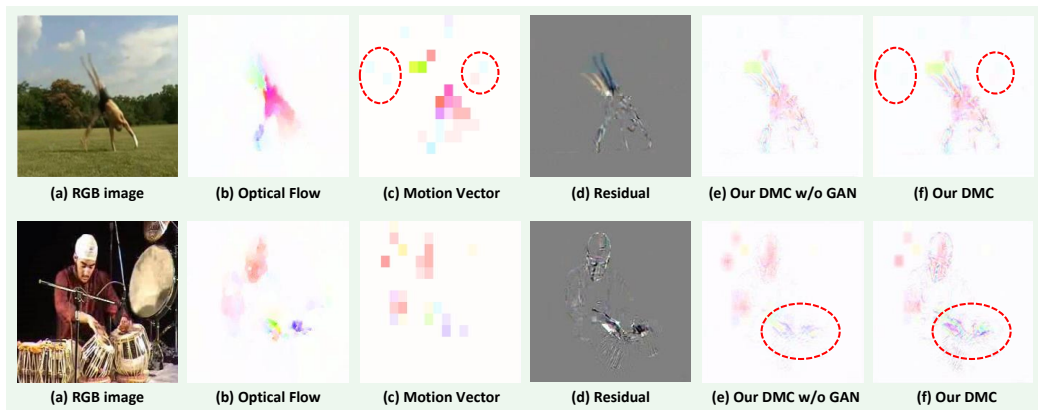 (a) RGB image (b) Optical Flow (c) Motion Vector (d) Residual (e) Our DMC w/o GAN (f) Our DMC
(a) RGB image (b) Optical Flow (c) Motion Vector (d) Residual (e) Our DMC w/o GAN (f) Our DMC